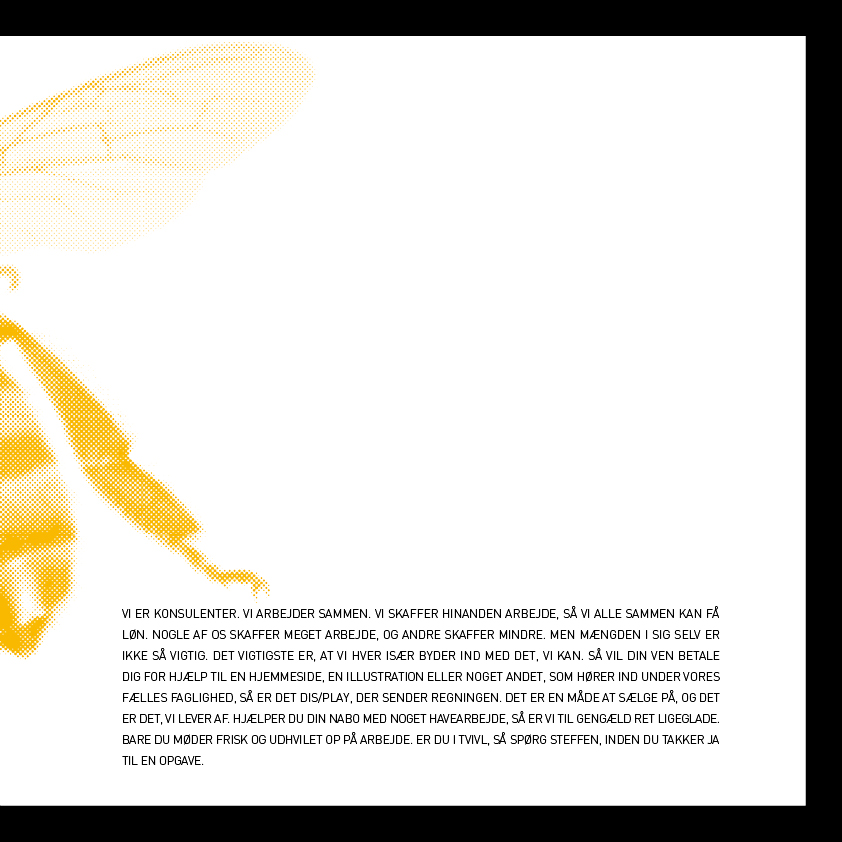 VI ER KONSULENTER. VI ARBEJDER SAMMEN. VI SKAFFER HINANDEN ARBEJDE, SÅ VI ALLE SAMMEN KAN FÅ
LØN. NOGLE AF OS SKAFFER MEGET ARBEJDE, OG ANDRE SKAFFER MINDRE. MEN MÆNGDEN I SIG SELV ER
IKKE SÅ VIGTIG. DET VIGTIGSTE ER, AT VI HVER ISÆR BYDER IND MED DET, VI KAN. SÅ VIL DIN VEN BETALE
DIG FOR HJÆLP TIL EN HJEMMESIDE, EN ILLUSTRATION ELLER NOGET ANDET, SOM HØRER IND UNDER VORES
FÆLLES FAGLIGHED, SÅ ER DET DIS/PLAY, DER SENDER REGNINGEN. DET ER EN MÅDE AT SÆLGE PÅ, OG DET
ER DET, VI LEVER AF. HJÆLPER DU DIN NABO MED NOGET HAVEARBEJDE, SÅ ER VI TIL GENGÆLD RET LIGEGLADE.
BARE DU MØDER FRISK OG UDHVILET OP PÅ ARBEJDE. ER DU I TVIVL, SÅ SPØRG STEFFEN, INDEN DU TAKKER JA
TIL EN OPGAVE.